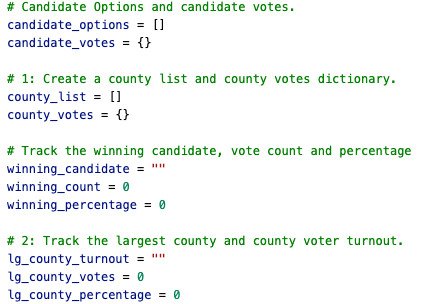 # Candidate Options and candidate votes.
candidate_options = []
candidate_votes = {}
# 1: Create a county list and county votes dictionary.
county_list = []
county_votes = {}
# Track the winning candidate, vote count and percentage
winning_candidate = ""
winning_count = 0
winning_percentage = 0
# 2: Track the largest county and county voter turnout.
lg_county_turnout = ""
lg_county_votes = 0
lg_county_percentage = 0